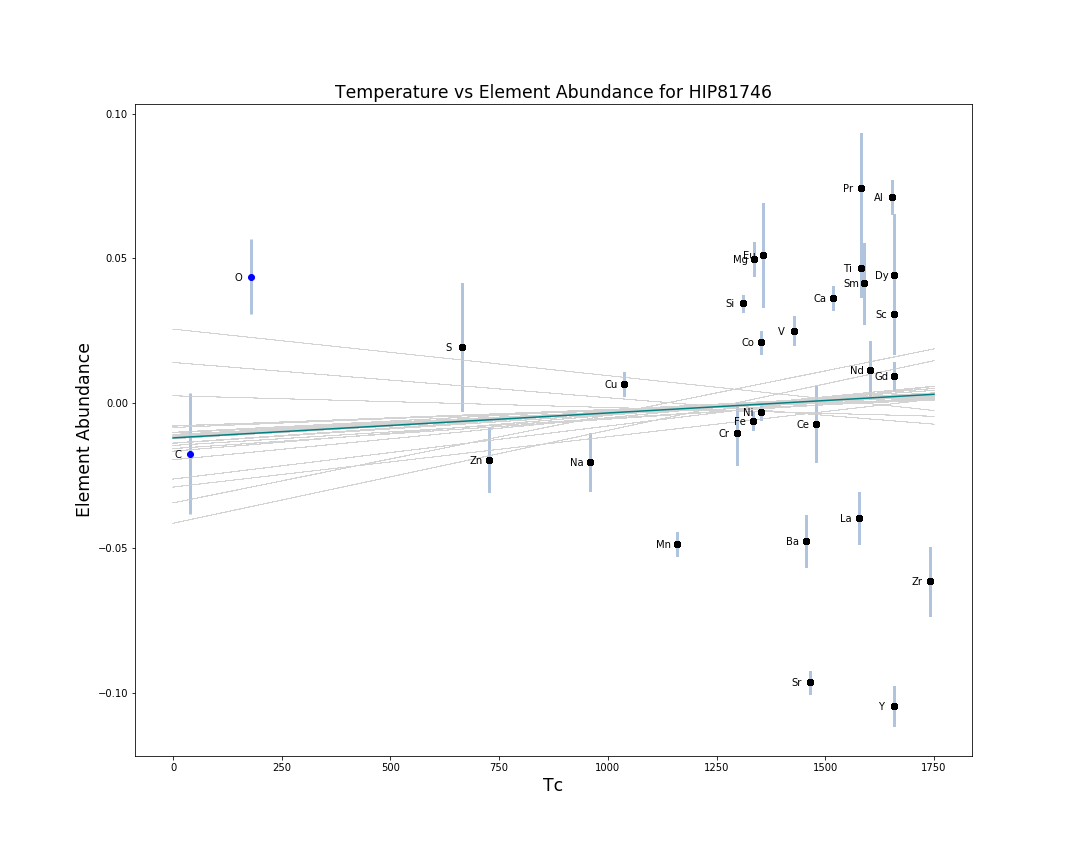 Temperature vs Element Abundance for HIP81746
0.10
Pr
Al
Eu
Mg
0.05
Ti
Dy
O
Sm
Ca
Si
Sc
V
Co
S
Nd
Gd
Cu
0.00
Ni
Fe
Ce
Cr
C
Zn
Na
La
Ba
Mn
−0.05
Zr
Sr
−0.10
Y
Element Abundance
0 250 500 750 1000 1250 1500 1750
Tc